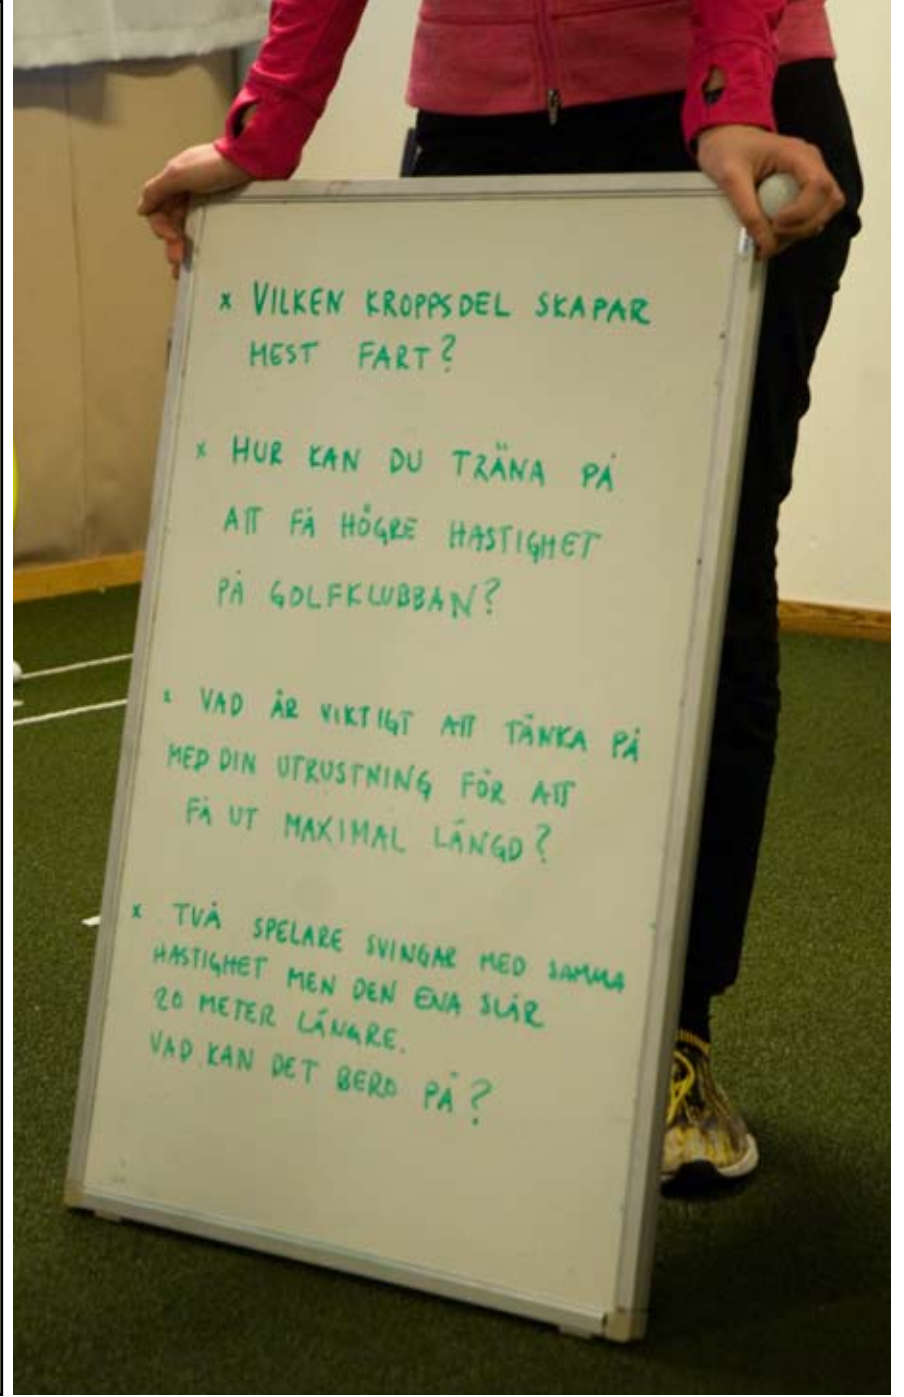 x VILKEN KROPPSDEL SKAPAR
MEST FART?
x HUR KAN DU TRÄNA PÅ
ATT FÅ HÖGRE HASTIGHET
PÅ GOLFKLUBBAN?
x VAD ÄR VIKTIGT ATT TÄNKA PÅ
MED DIN UTRUSTNING FÖR ATT
FÅ UT MAXIMAL LÄNGD?
x TVÅ SPELARE SVINGAR MED SAMMA
HASTIGHET MEN DEN ENA SLÅR
20 METER LÄNGRE.
VAD KAN DET BERO PÅ?